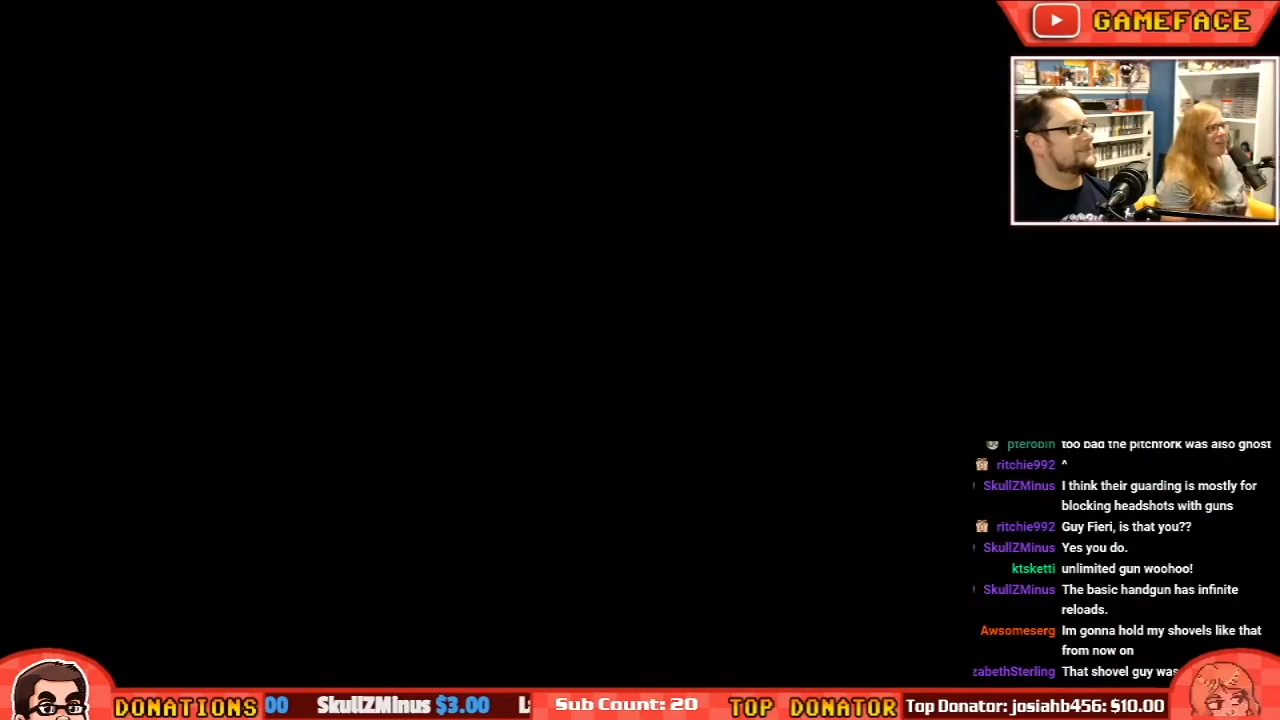 GAMEFACE
pterobin too bad the pitchfork was also ghost
ritchie992 ^
SkullZMinus I think their guarding is mostly for
blocking headshots with guns
ritchie992 Guy Fieri, is that you??
SkullZMinus Yes you do.
ktsketti unlimited gun woohoo!
SkullZMinus The basic handgun has infinite
reloads.
Awsomeserg Im gonna hold my shovels like that
from now on
zabethSterling That shovel guy was
DONATIONS 00 SkullZMinus $3.00 Sub Count: 20 TOP DONATOR Top Donator: josiahb456: $10.00